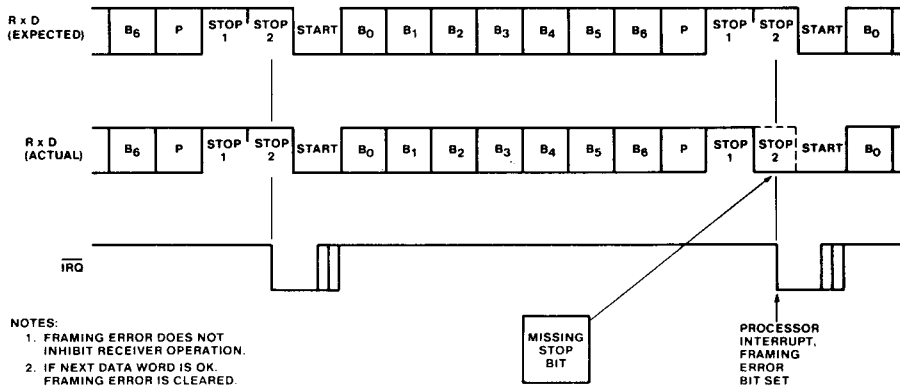 R x D
(EXPECTED)
B6 P STOP 1 STOP 2 START B0 B1 B2 B3 B4 B5 B6 P STOP 1 STOP 2 START B0
R x D
(ACTUAL)
B6 P STOP 1 STOP 2 START B0 B1 B2 B3 B4 B5 B6 P STOP 1 STOP 2 START B0
IRQ
NOTES:
1. FRAMING ERROR DOES NOT
INHIBIT RECEIVER OPERATION.
2. IF NEXT DATA WORD IS OK.
FRAMING ERROR IS CLEARED.
MISSING
STOP
BIT
PROCESSOR
INTERRUPT,
FRAMING
ERROR
BIT SET